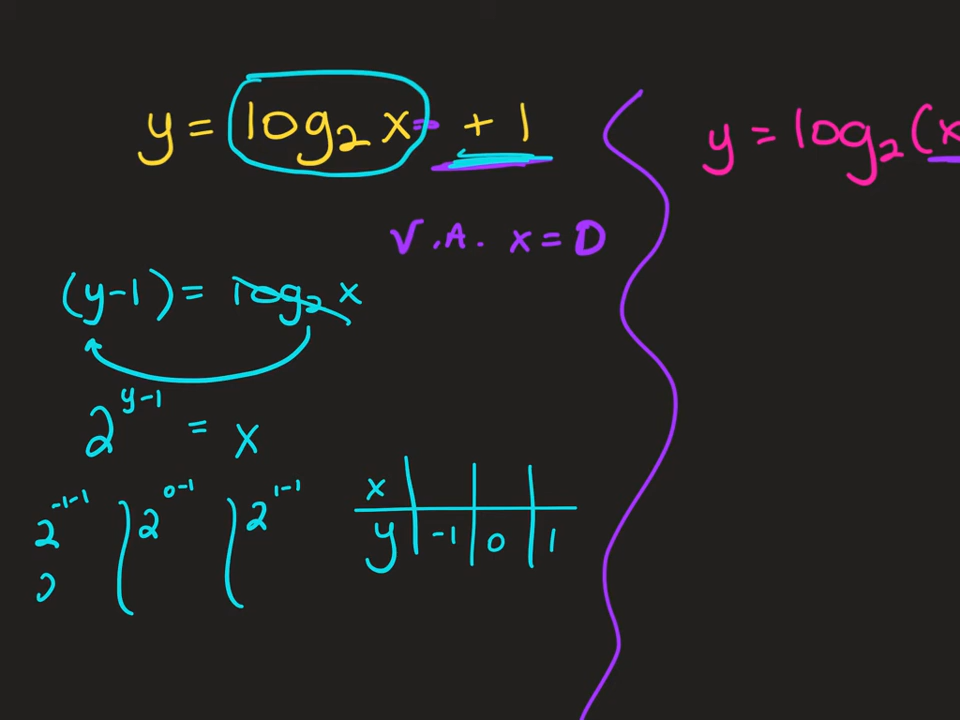 y = log₂ x + 1
y = log₂ (x
V.A. x = 0
(y-1) = log₂ x
2^(y-1) = x
2^(-1-1) | 2^(0-1) | 2^(1-1)
2
x
y | -1 | 0 | 1